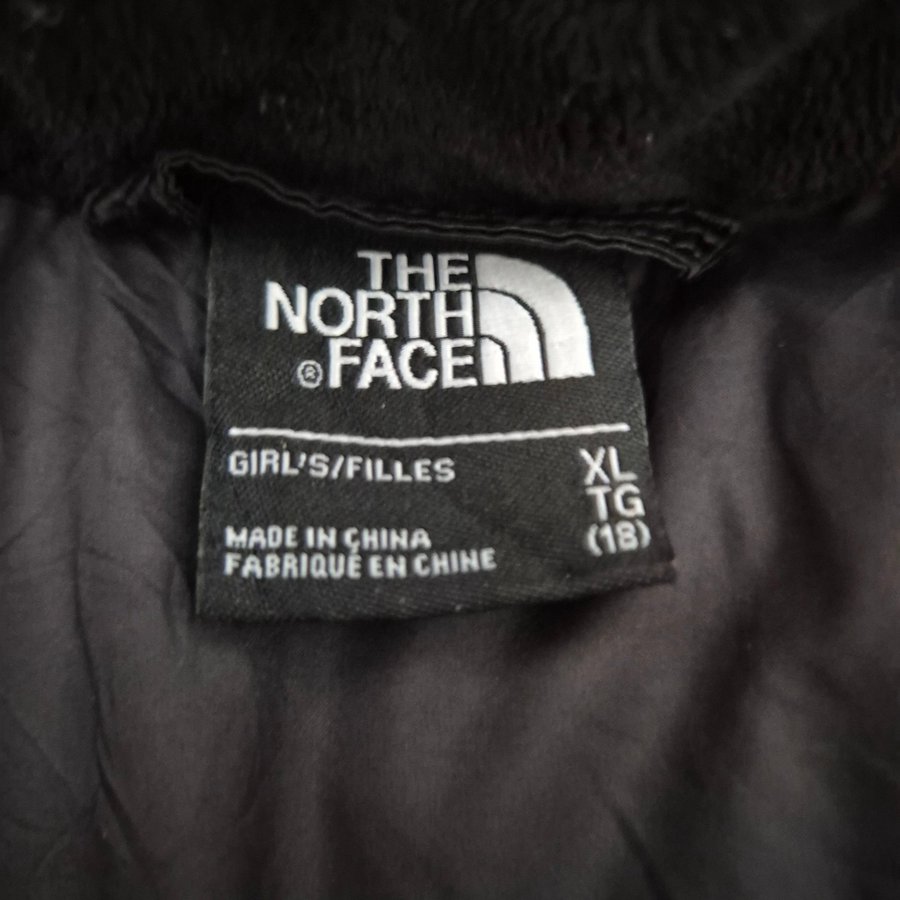 THE
NORTH
® FACE
GIRL'S/FILLES
XL
TG
(18)
MADE IN CHINA
FABRIQUÉ EN CHINE